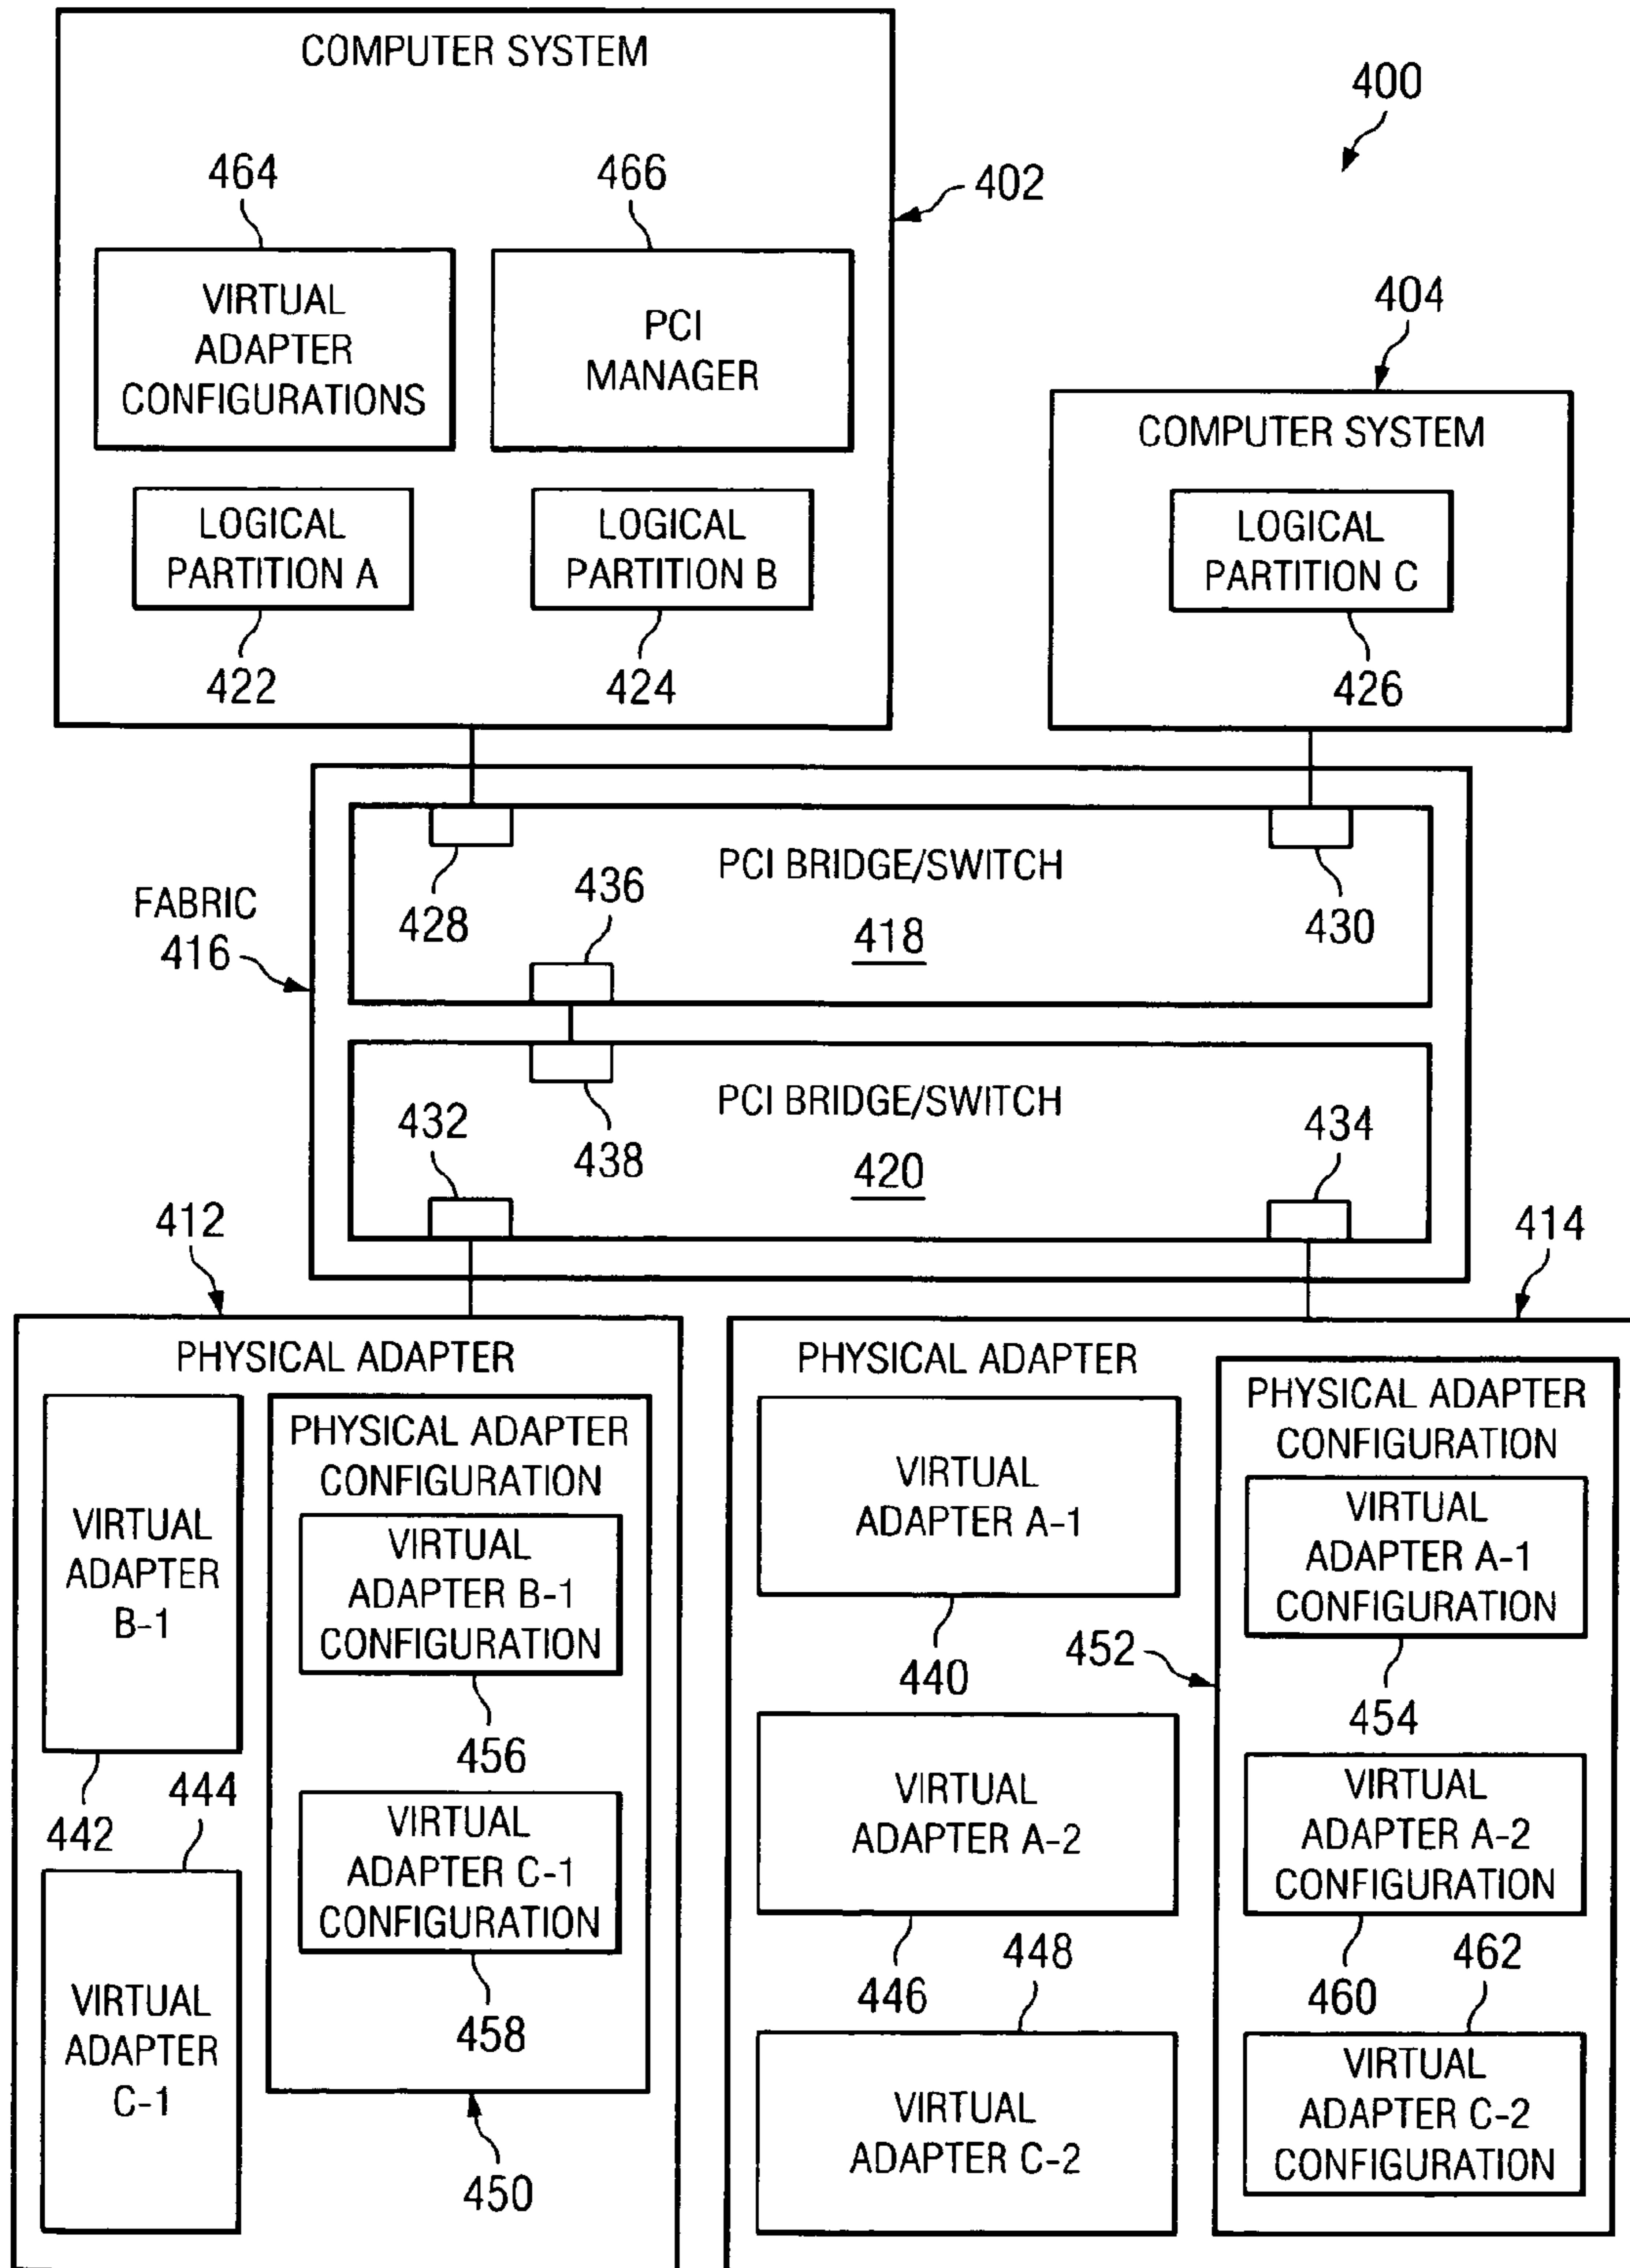 COMPUTER SYSTEM
400
464
466
402
VIRTUAL
ADAPTER
CONFIGURATIONS
PCI
MANAGER
404
COMPUTER SYSTEM
LOGICAL
PARTITION A
LOGICAL
PARTITION B
LOGICAL
PARTITION C
422
424
426
FABRIC
416
428
436
PCI BRIDGE/SWITCH
418
430
432
438
PCI BRIDGE/SWITCH
420
434
412
414
PHYSICAL ADAPTER
VIRTUAL
ADAPTER
B-1
442
444
VIRTUAL
ADAPTER
C-1
PHYSICAL ADAPTER
CONFIGURATION
VIRTUAL
ADAPTER B-1
CONFIGURATION
456
VIRTUAL
ADAPTER C-1
CONFIGURATION
458
450
PHYSICAL ADAPTER
VIRTUAL
ADAPTER A-1
440
VIRTUAL
ADAPTER A-2
446
448
VIRTUAL
ADAPTER C-2
452
PHYSICAL ADAPTER
CONFIGURATION
VIRTUAL
ADAPTER A-1
CONFIGURATION
454
VIRTUAL
ADAPTER A-2
CONFIGURATION
460
462
VIRTUAL
ADAPTER C-2
CONFIGURATION